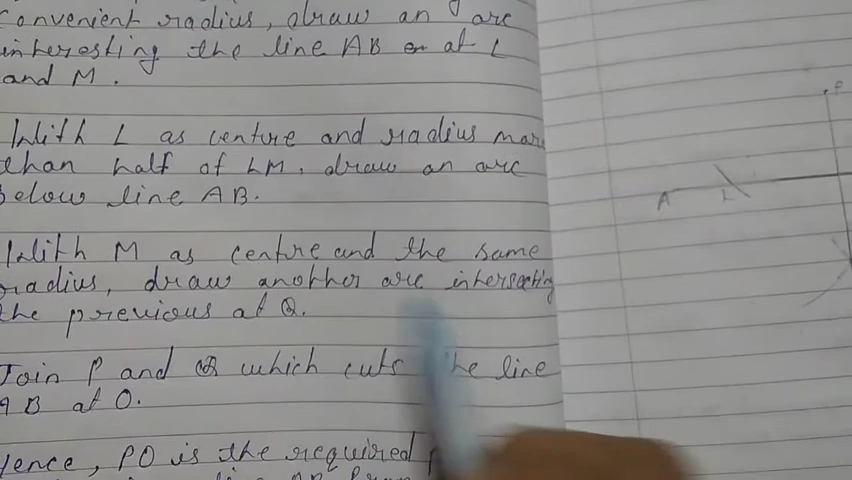 convenient radius, draw an arc
interesting the line AB at L
and M.
With L as centre and radius mor
than half of LM, draw an arc
below line AB.
With M as centre and the same
radius, draw another arc intersecting
the previous at Q.
Join P and Q which cuts the line
AB at O.
Hence, PO is the required
P
A
L